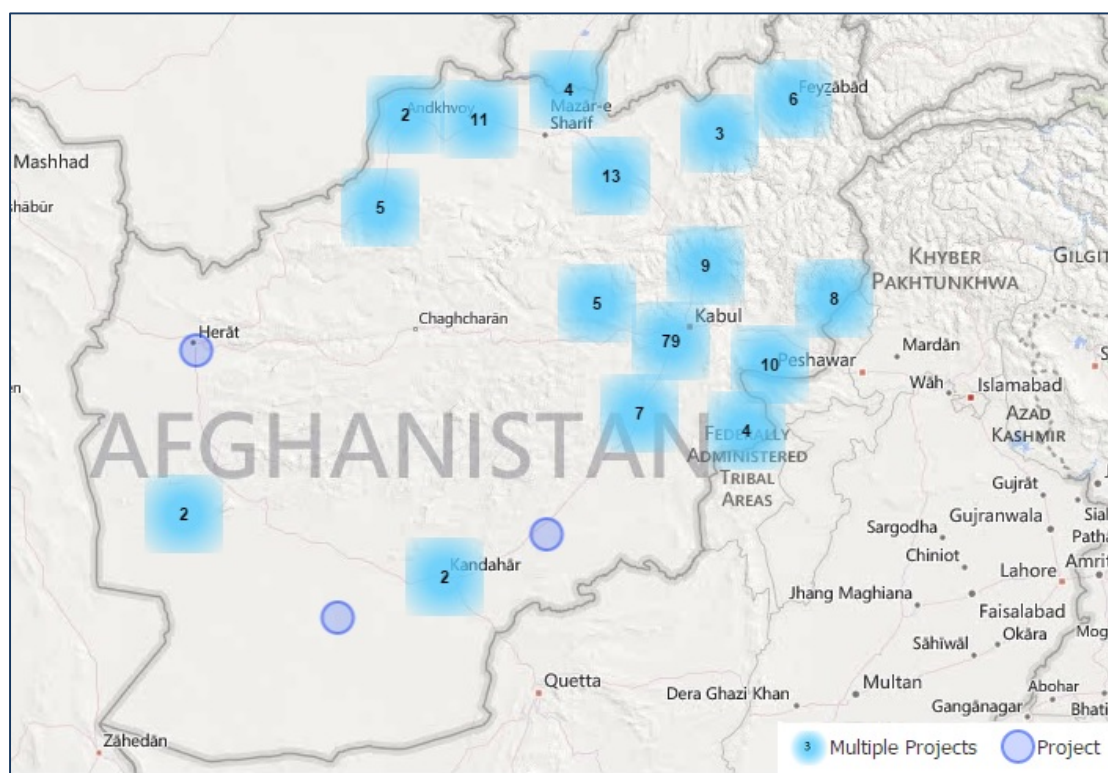 4
Feyzābād
6
2
Andkhvoy
11
Mazār-e
Sharīf
3
Mashhad
13
5
shābūr
9
KHYBER
PAKHTUNKHWA
GILGIT
8
5
Chaghcharān
Kabul
Herāt
79
Mardān
10
Peshawar
Wāh
Islamabad
AZAD
KASHMIR
7
4
AFGHANISTAN
FEDERALLY
ADMINISTERED
TRIBAL
AREAS
Gujrāt
2
Sargodha
Gujranwala
Sial
Patha
Chiniot
Kandahār
2
Lahore
Amrit
Jhang Maghiana
Faisalabad
Okāra
Mog
Sāhīwāl
Quetta
Dera Ghazi Khan
Multan
Abohar
Gangānagar
Bhati
Zāhedān
3 Multiple Projects Project